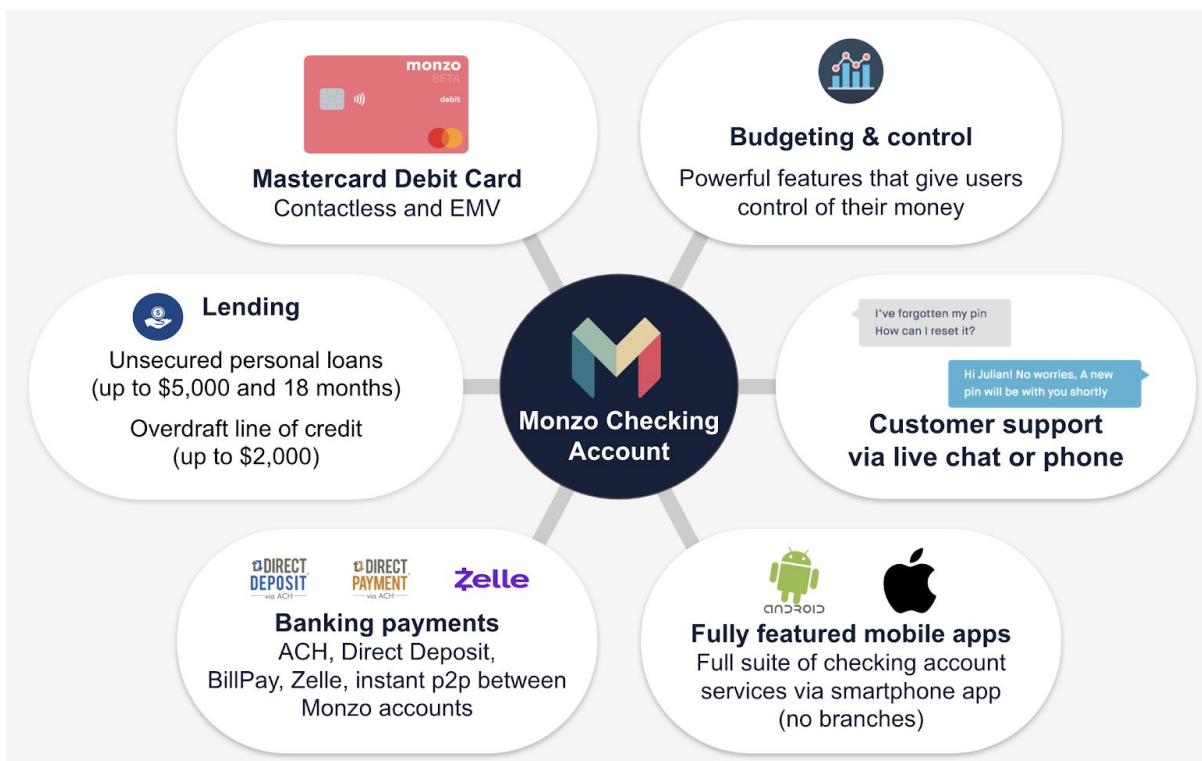 monzo
BETA
debit
Mastercard Debit Card
Contactless and EMV
Budgeting & control
Powerful features that give users
control of their money
Lending
Unsecured personal loans
(up to $5,000 and 18 months)
Overdraft line of credit
(up to $2,000)
Monzo Checking
Account
I've forgotten my pin
How can I reset it?
Hi Julian! No worries, A new
pin will be with you shortly
Customer support
via live chat or phone
DIRECT
DEPOSIT
via ACH
DIRECT
PAYMENT
via ACH
Zelle
Banking payments
ACH, Direct Deposit,
BillPay, Zelle, instant p2p between
Monzo accounts
ANDROID
Fully featured mobile apps
Full suite of checking account
services via smartphone app
(no branches)